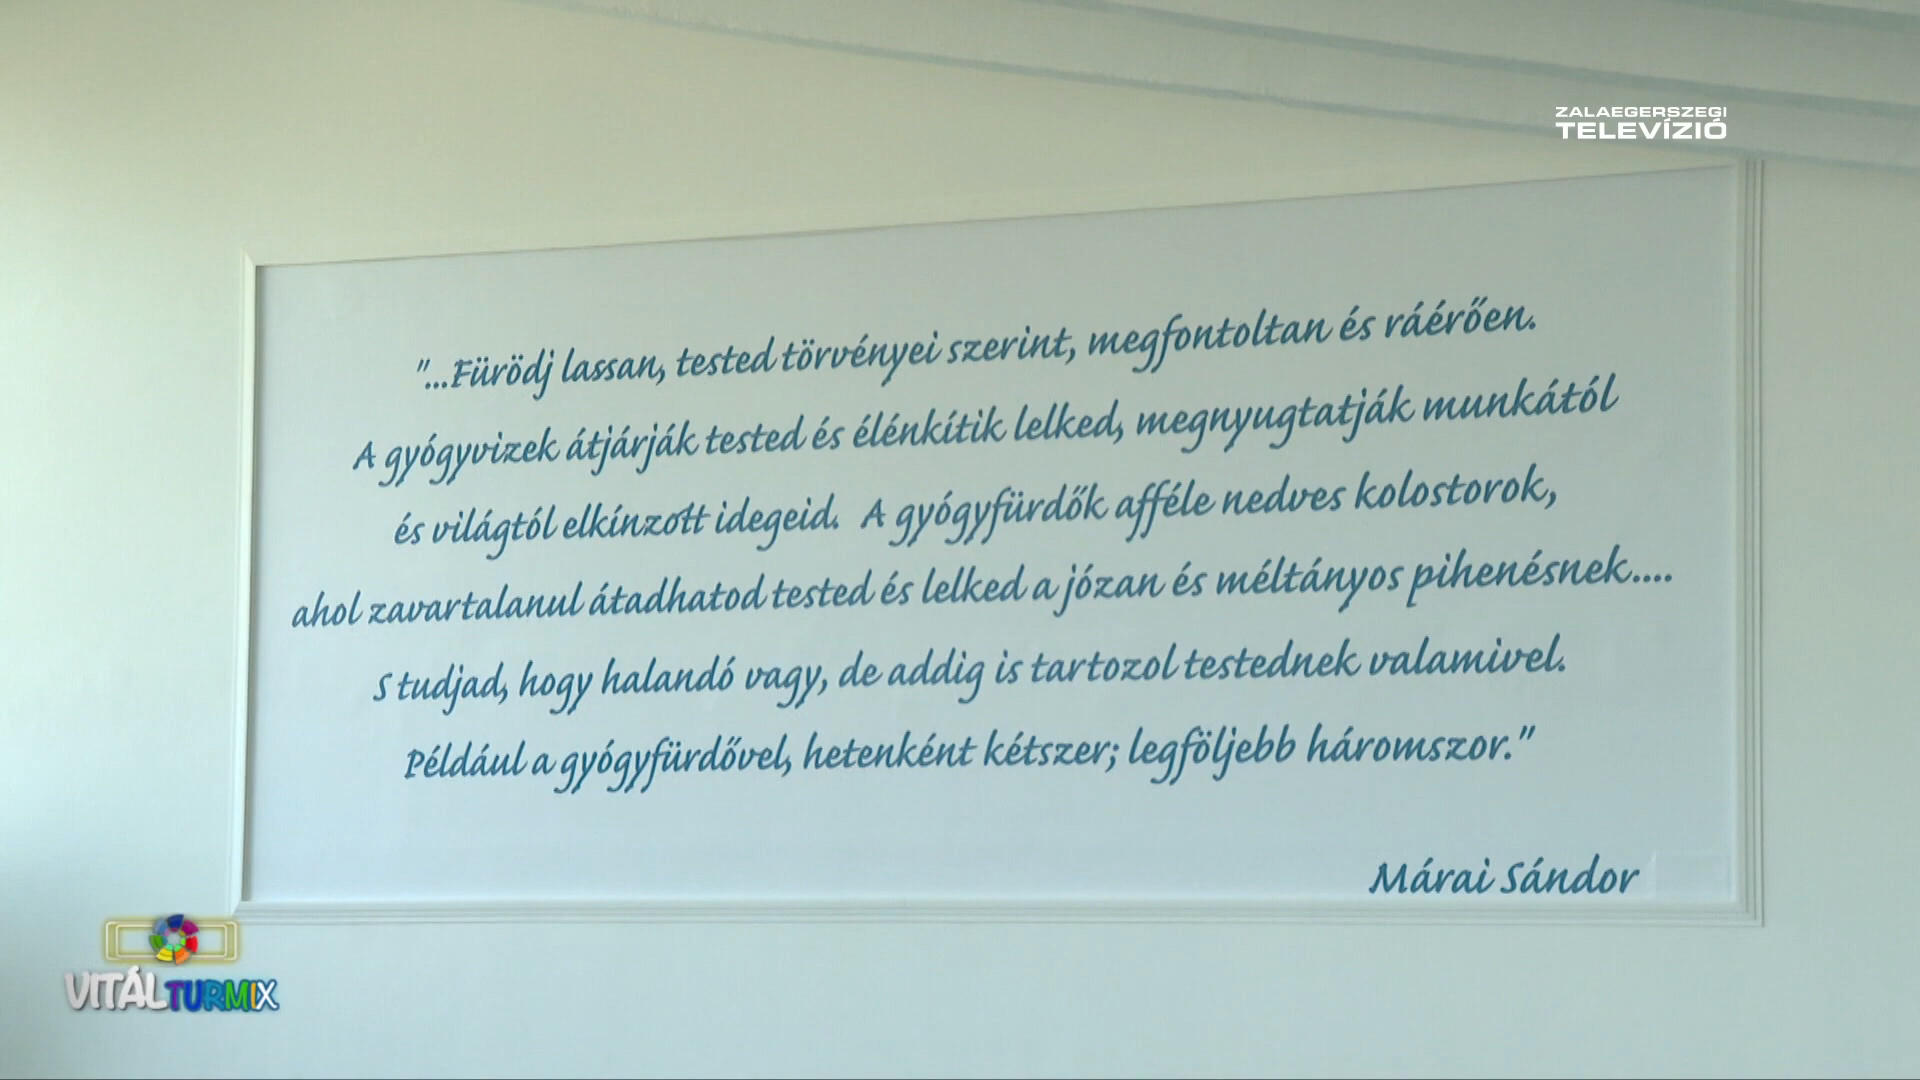 ZALAEGERSZEGI
TELEVÍZIÓ
"...Fürödj lassan, tested törvényei szerint, megfontoltan és ráérően.
A gyógyvizek átjárják tested és élénkítik lelked, megnyugtatják munkától
és világtól elkínzott idegeid. A gyógyfürdők afféle nedves kolostorok,
ahol zavartalanul átadhatod tested és lelked a józan és méltányos pihenésnek....
S tudjad, hogy halandó vagy, de addig is tartozol testednek valamivel.
Például a gyógyfürdővel, hetenként kétszer; legföljebb háromszor."
Márai Sándor
VITÁLTURMIX